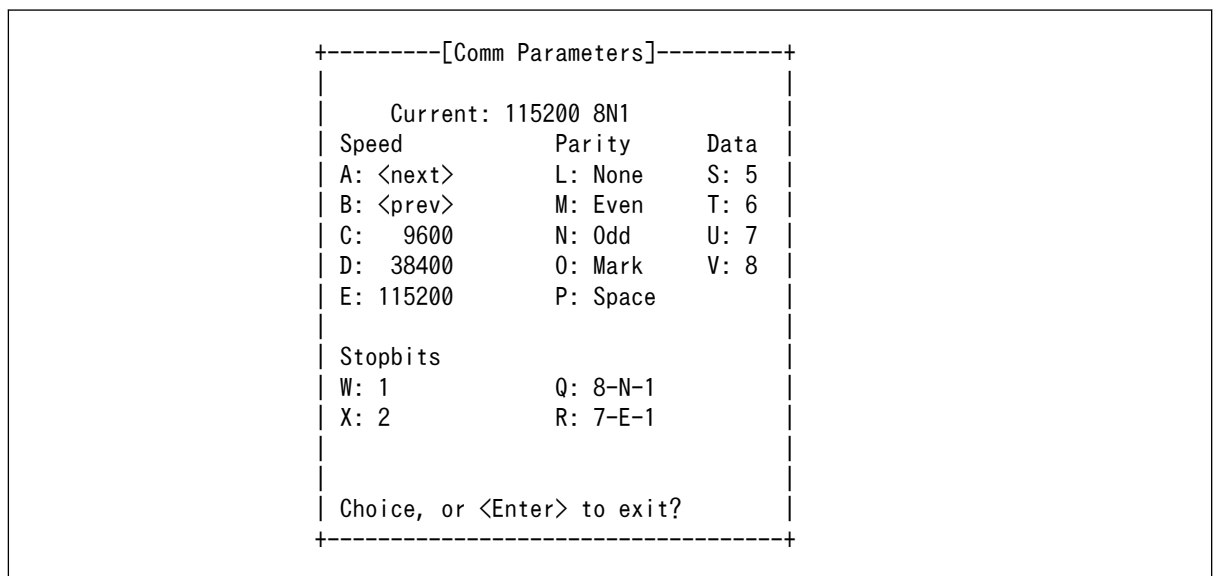 +---------[Comm Parameters]----------+
|                                    |
|     Current: 115200 8N1            |
| Speed            Parity      Data  |
| A: <next>        L: None     S: 5  |
| B: <prev>        M: Even     T: 6  |
| C:   9600        N: Odd      U: 7  |
| D:  38400        O: Mark     V: 8  |
| E: 115200        P: Space          |
|                                    |
| Stopbits                           |
| W: 1             Q: 8-N-1          |
| X: 2             R: 7-E-1          |
|                                    |
|                                    |
| Choice, or <Enter> to exit?        |
+------------------------------------+